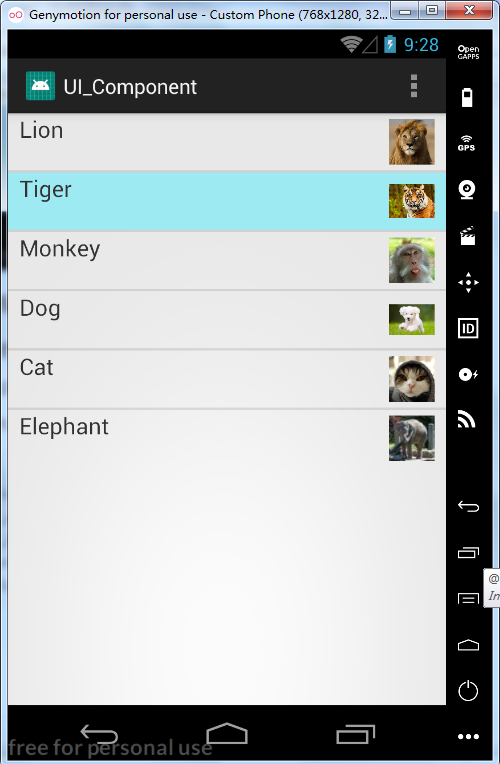 Genymotion for personal use - Custom Phone (768x1280, 32...
9:28
Open
GAPPS
UI_Component
Lion
GPS
Tiger
Monkey
Dog
ID
Cat
Elephant
@
In
free for personal use